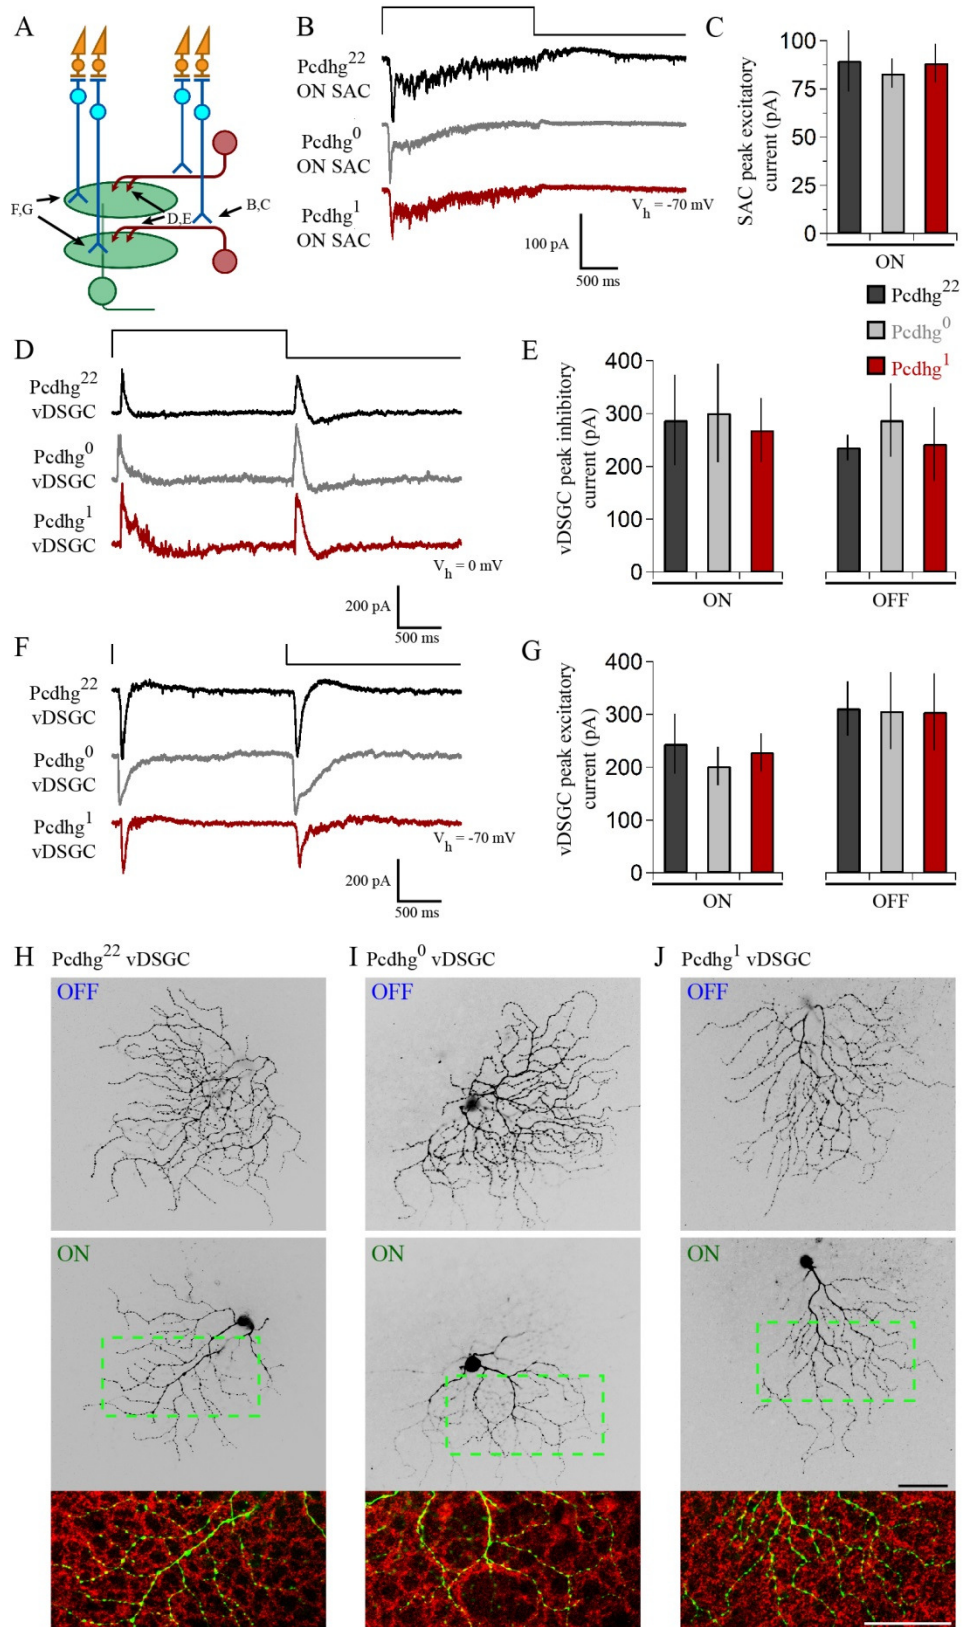 A
F,G
D,E
B,C
B
Pcdhg22
ON SAC
Pcdhg0
ON SAC
Pcdhg1
ON SAC
Vh = -70 mV
100 pA
500 ms
C
SAC peak excitatory
current (pA)
100
75
50
25
0
ON
Pcdhg22
Pcdhg0
Pcdhg1
D
Pcdhg22
vDSGC
Pcdhg0
vDSGC
Pcdhg1
vDSGC
Vh = 0 mV
200 pA
500 ms
E
vDSGC peak inhibitory
current (pA)
400
300
200
100
0
ON
OFF
F
Pcdhg22
vDSGC
Pcdhg0
vDSGC
Pcdhg1
vDSGC
Vh = -70 mV
200 pA
500 ms
G
vDSGC peak excitatory
current (pA)
400
300
200
100
0
ON
OFF
H Pcdhg22 vDSGC
OFF
ON
I Pcdhg0 vDSGC
OFF
ON
J Pcdhg1 vDSGC
OFF
ON